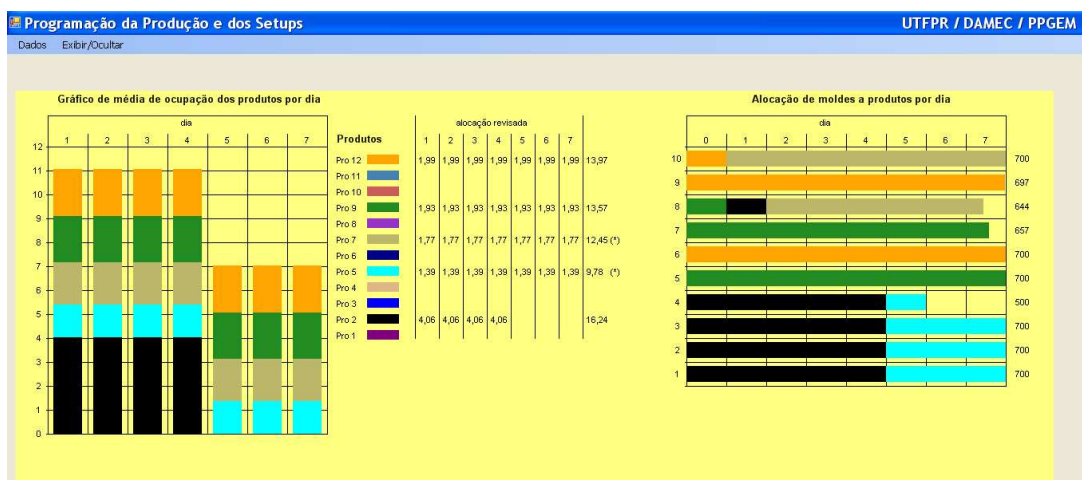 Programação da Produção e dos Setups UTFPR / DAMEC / PPGEM
Dados Exibir/Ocultar
Gráfico de média de ocupação dos produtos por dia
dia
1 2 3 4 5 6 7
12
11
10
9
8
7
6
5
4
3
2
1
0
Produtos
alocação revisada
1 2 3 4 5 6 7
Pro 12 1,99 1,99 1,99 1,99 1,99 1,99 1,99 13,97
Pro 11
Pro 10
Pro 9 1,93 1,93 1,93 1,93 1,93 1,93 1,93 13,57
Pro 8
Pro 7 1,77 1,77 1,77 1,77 1,77 1,77 1,77 12,45 (*)
Pro 6
Pro 5 1,39 1,39 1,39 1,39 1,39 1,39 1,39 9,78 (*)
Pro 4
Pro 3
Pro 2 4,06 4,06 4,06 4,06 16,24
Pro 1
Alocação de moldes a produtos por dia
dia
0 1 2 3 4 5 6 7
10 700
9 697
8 644
7 657
6 700
5 700
4 500
3 700
2 700
1 700